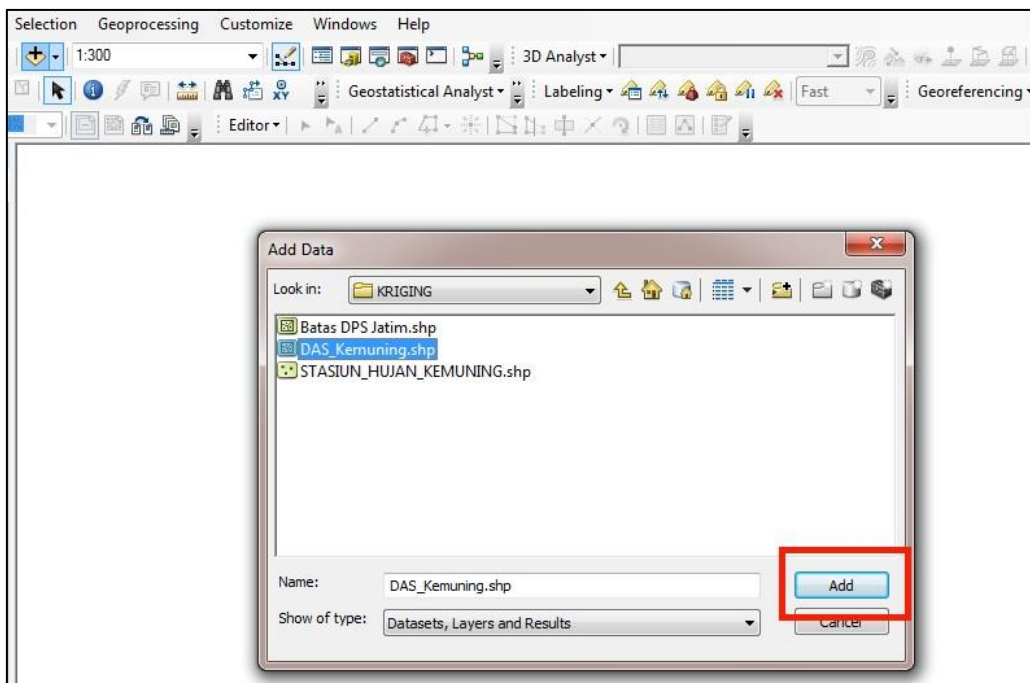 Selection Geoprocessing Customize Windows Help
1:300 3D Analyst
Geostatistical Analyst Labeling Fast Georeferencing
Editor
Add Data
Look in: KRIGING
Batas DPS Jatim.shp
DAS_Kemuning.shp
STASIUN_HUJAN_KEMUNING.shp
Name: DAS_Kemuning.shp Add
Show of type: Datasets, Layers and Results Cancel